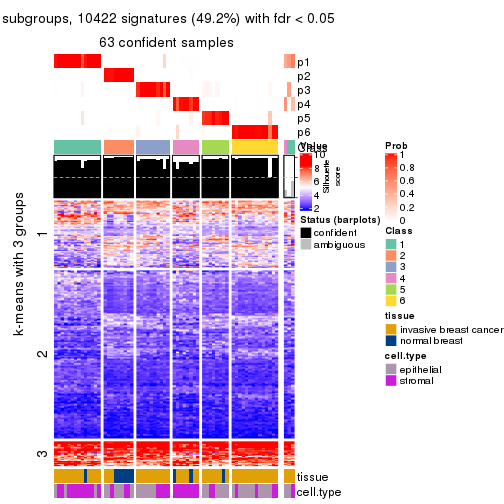 subgroups, 10422 signatures (49.2%) with fdr < 0.05
63 confident samples
p1
p2
p3
p4
p5
p6
Class
Silhouette
score
1
2
3
k-means with 3 groups
tissue
cell.type
Value
10
8
6
4
2
Status (barplots)
confident
ambiguous
Prob
1
0.8
0.6
0.4
0.2
0
Class
1
2
3
4
5
6
tissue
invasive breast cancer
normal breast
cell.type
epithelial
stromal